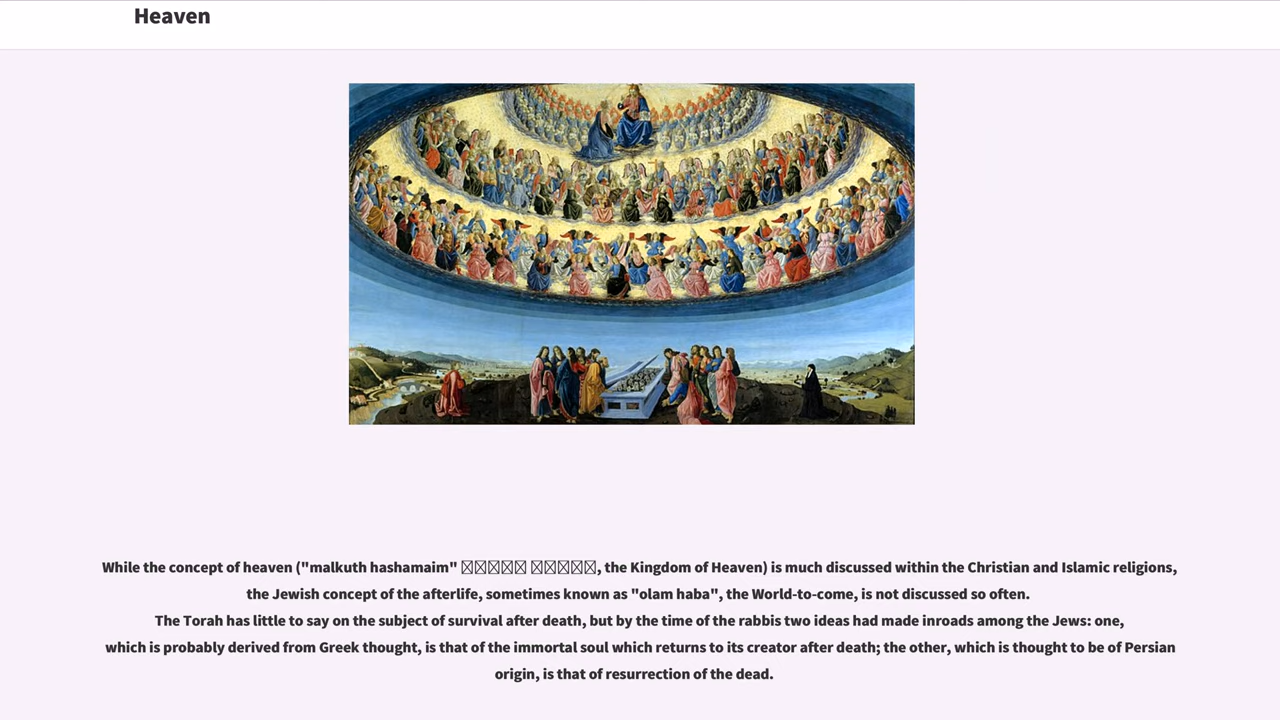 Heaven
While the concept of heaven ("malkuth hashamaim" , the Kingdom of Heaven) is much discussed within the Christian and Islamic religions,
the Jewish concept of the afterlife, sometimes known as "olam haba", the World-to-come, is not discussed so often.
The Torah has little to say on the subject of survival after death, but by the time of the rabbis two ideas had made inroads among the Jews: one,
which is probably derived from Greek thought, is that of the immortal soul which returns to its creator after death; the other, which is thought to be of Persian
origin, is that of resurrection of the dead.